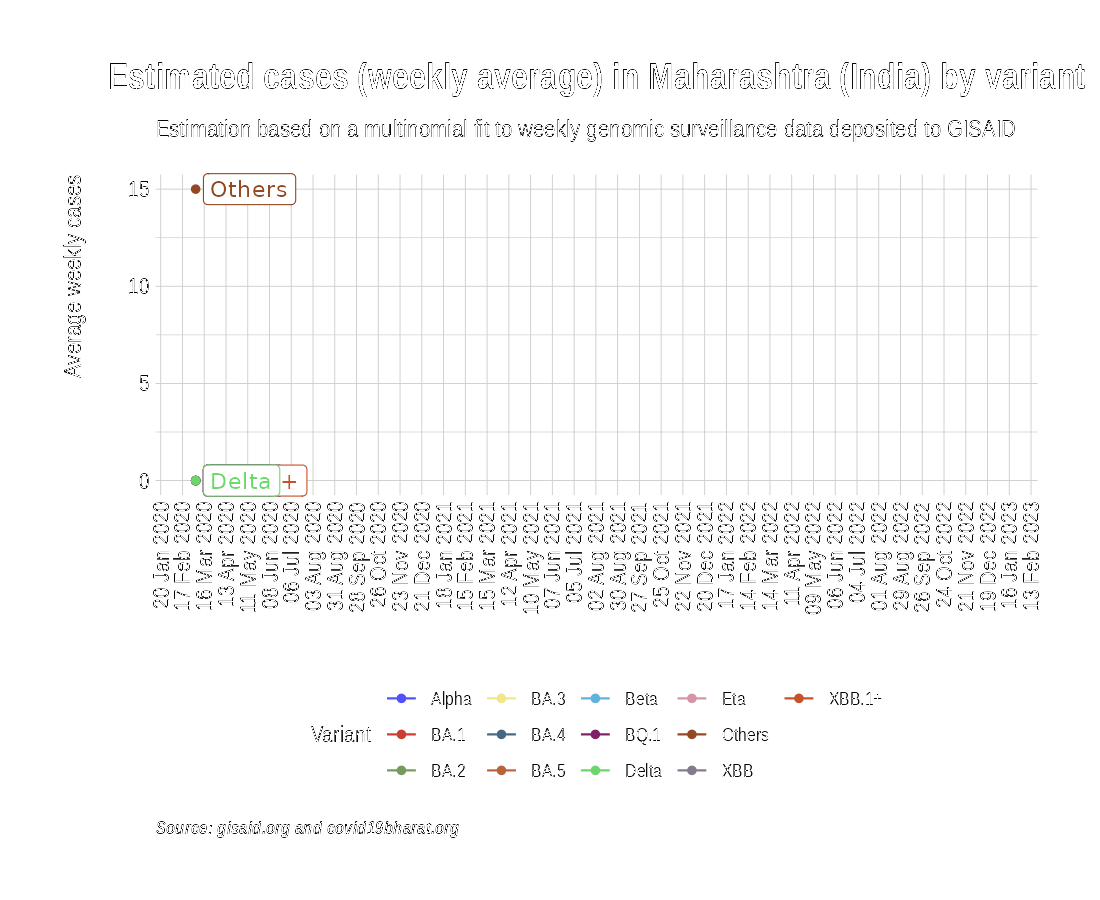 Estimated cases (weekly average) in Maharashtra (India) by variant
Estimation based on a multinomial fit to weekly genomic surveillance data deposited to GISAID
Average weekly cases
15
10
5
0
Others
Delta
+
20 Jan 2020
17 Feb 2020
16 Mar 2020
13 Apr 2020
11 May 2020
08 Jun 2020
06 Jul 2020
03 Aug 2020
31 Aug 2020
28 Sep 2020
26 Oct 2020
23 Nov 2020
21 Dec 2020
18 Jan 2021
15 Feb 2021
15 Mar 2021
12 Apr 2021
10 May 2021
07 Jun 2021
05 Jul 2021
02 Aug 2021
30 Aug 2021
27 Sep 2021
25 Oct 2021
22 Nov 2021
20 Dec 2021
17 Jan 2022
14 Feb 2022
14 Mar 2022
11 Apr 2022
09 May 2022
06 Jun 2022
04 Jul 2022
01 Aug 2022
29 Aug 2022
26 Sep 2022
24 Oct 2022
21 Nov 2022
19 Dec 2022
16 Jan 2023
13 Feb 2023
Variant
Alpha
BA.1
BA.2
BA.3
BA.4
BA.5
Beta
BQ.1
Delta
Eta
Others
XBB
XBB.1+
Source: gisaid.org and covid19bharat.org